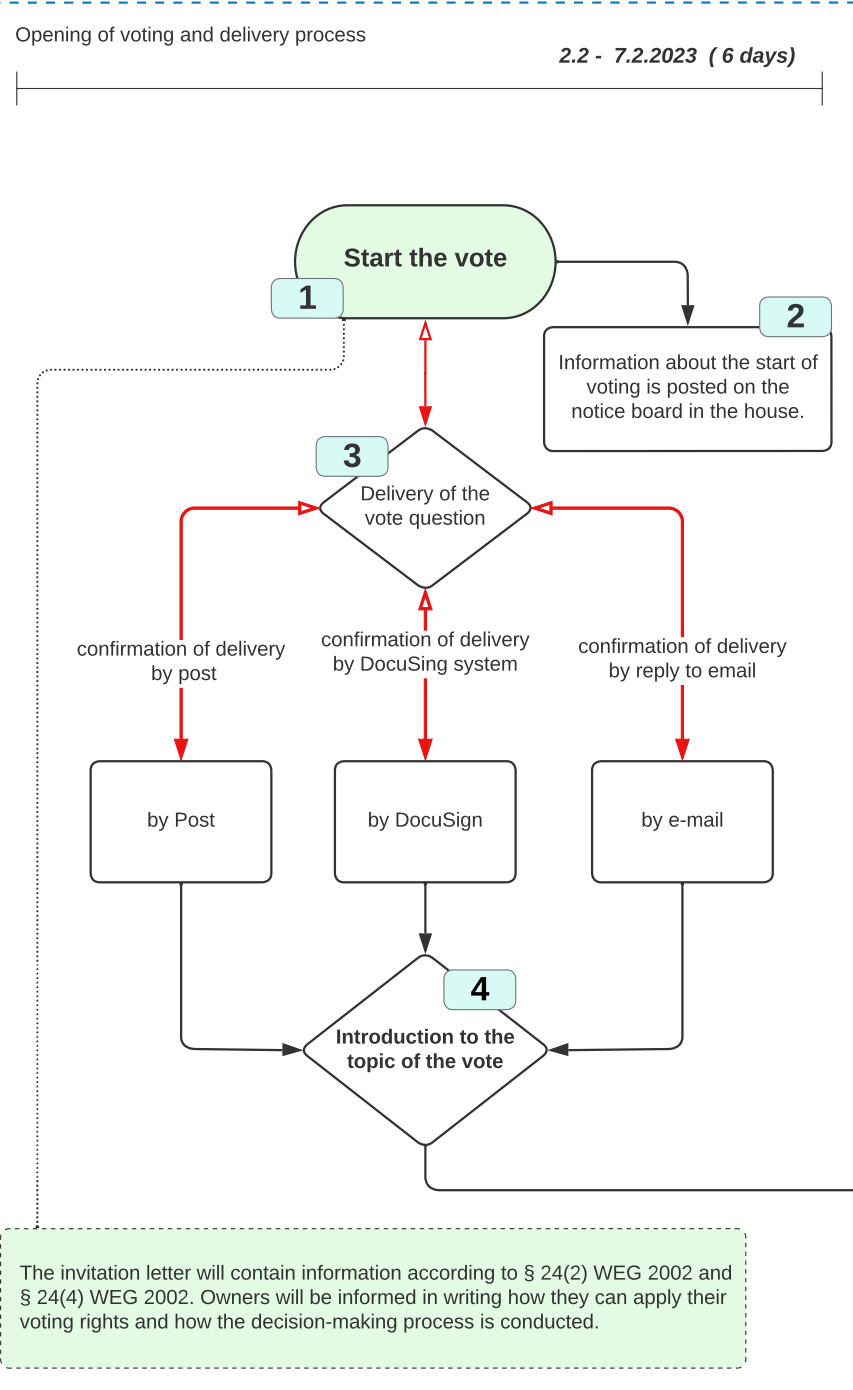 Opening of voting and delivery process
2.2 - 7.2.2023 ( 6 days)
Start the vote
1
2
Information about the start of
voting is posted on the
notice board in the house.
3
Delivery of the
vote question
confirmation of delivery
by post
confirmation of delivery
by DocuSing system
confirmation of delivery
by reply to email
by Post
by DocuSign
by e-mail
4
Introduction to the
topic of the vote
The invitation letter will contain information according to § 24(2) WEG 2002 and
§ 24(4) WEG 2002. Owners will be informed in writing how they can apply their
voting rights and how the decision-making process is conducted.